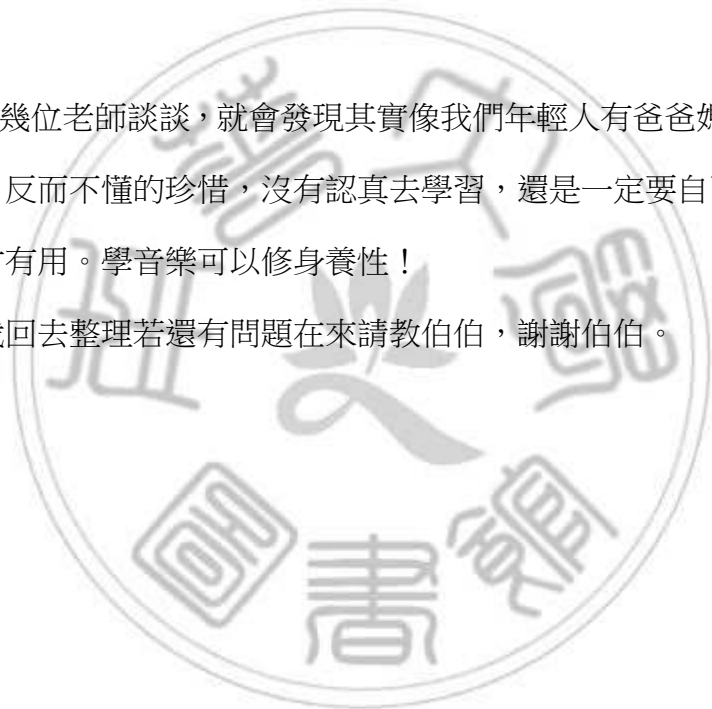 幾位老師談談，就會發現其實像我們年輕人有爸爸
反而不懂的珍惜，沒有認真去學習，還是一定要自
有用。學音樂可以修身養性！
回去整理若還有問題在來請教伯伯，謝謝伯伯。
書